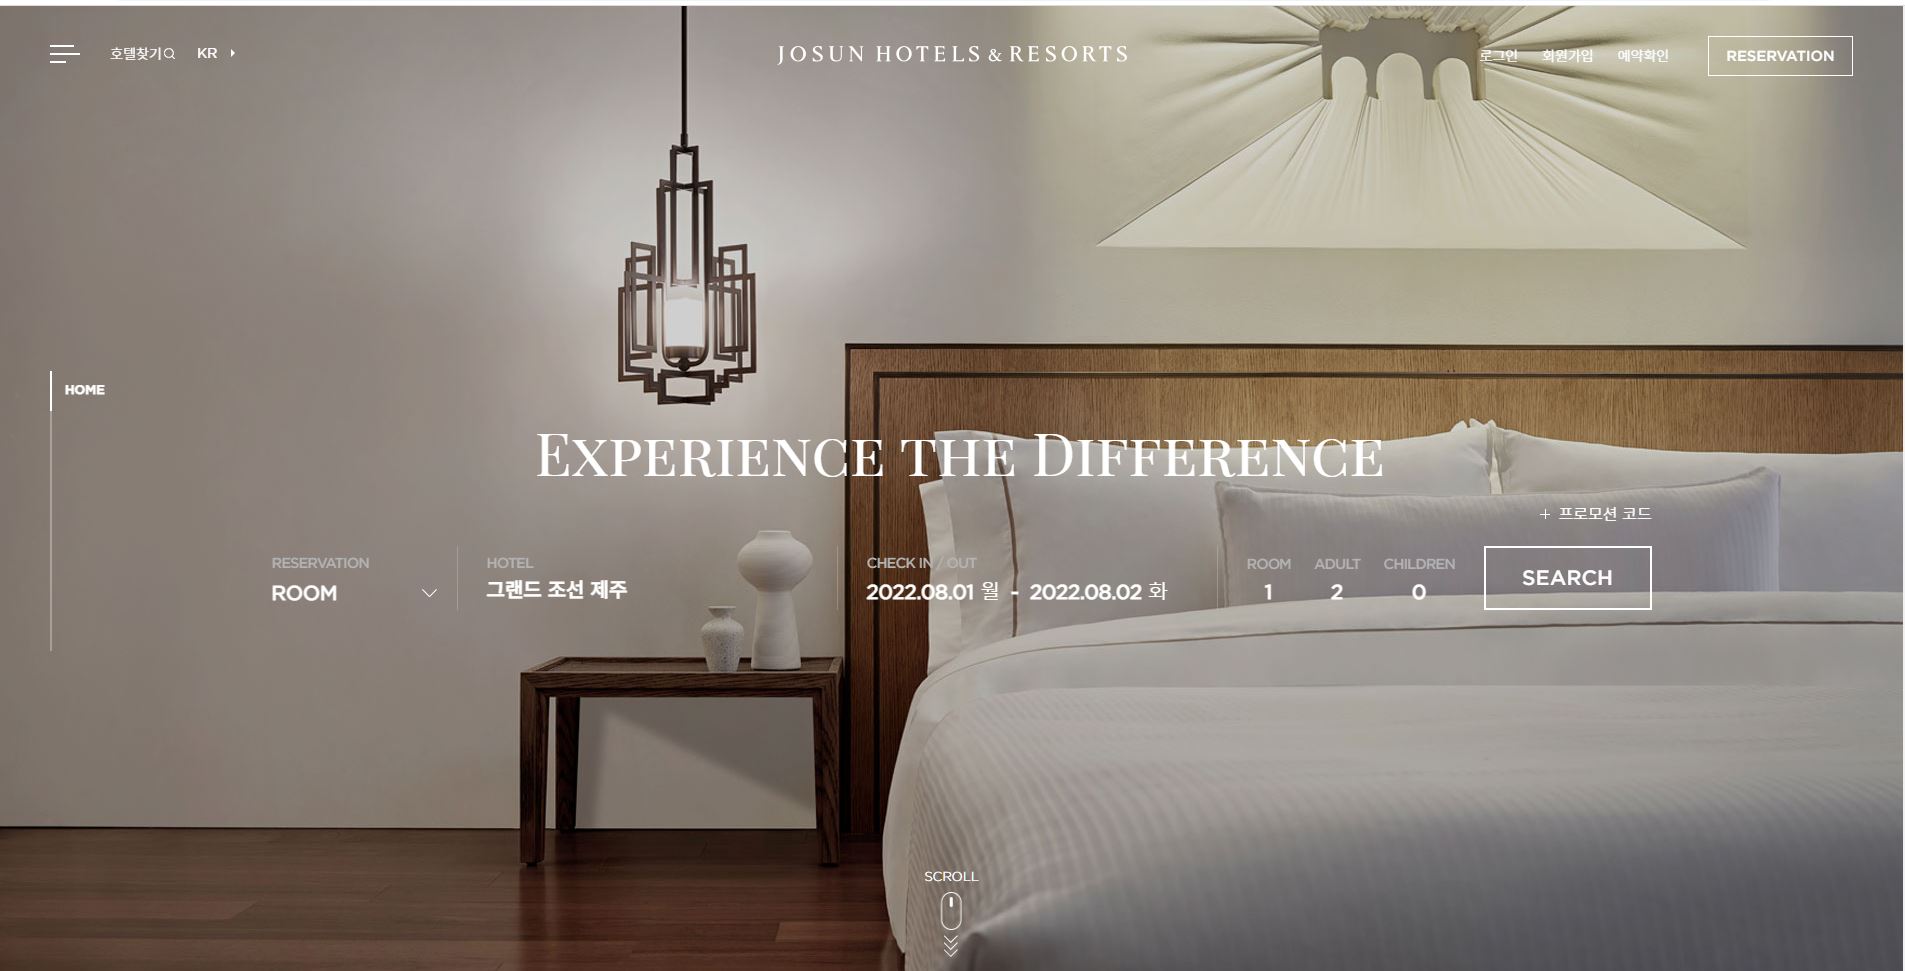 호텔찾기 KR
JOSUN HOTELS & RESORTS
로그인 회원가입 예약확인 RESERVATION
HOME
EXPERIENCE THE DIFFERENCE
+ 프로모션 코드
RESERVATION
ROOM
HOTEL
그랜드 조선 제주
CHECK IN / OUT
2022.08.01 월 - 2022.08.02 화
ROOM ADULT CHILDREN
1 2 0
SEARCH
SCROLL